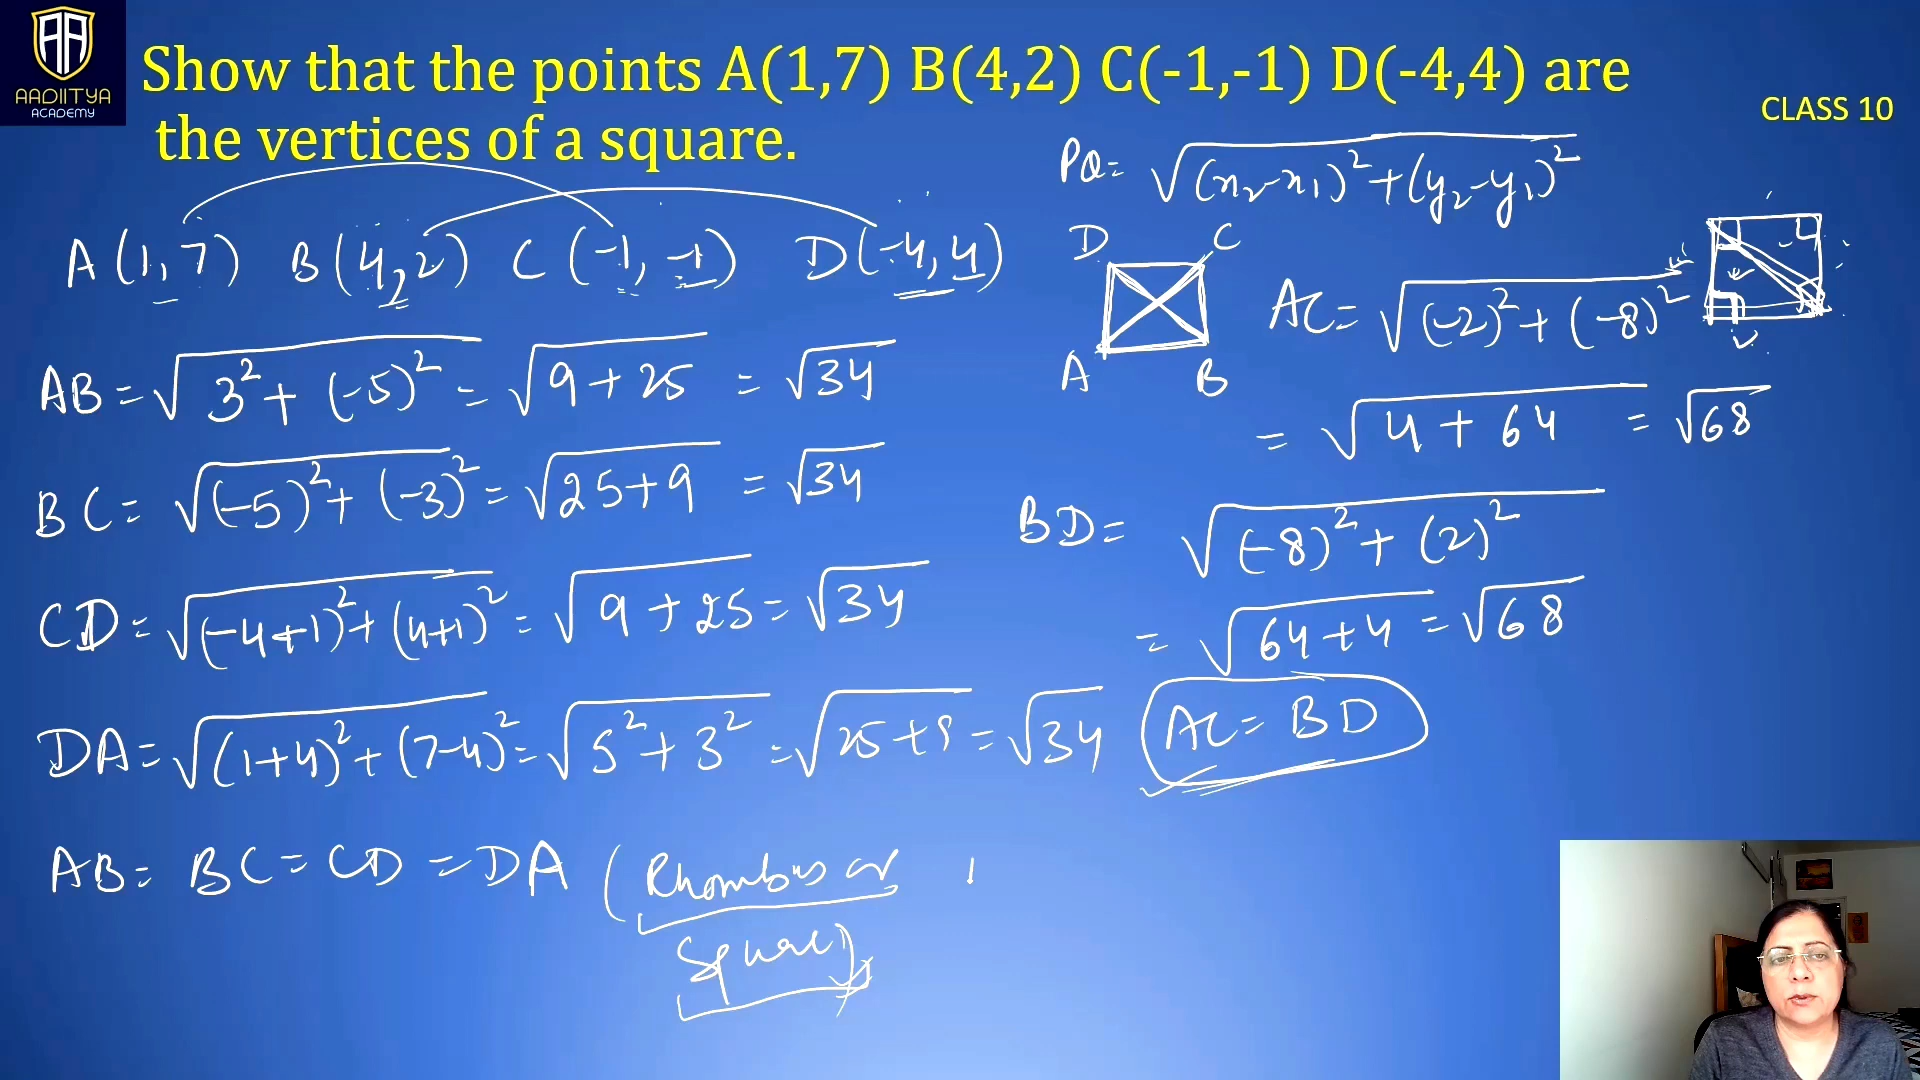 AADIITYA
ACADEMY
Show that the points A(1,7) B(4,2) C(-1,-1) D(-4,4) are
the vertices of a square.
CLASS 10
PQ= √(x₂-x₁)²+(y₂-y₁)²
A(1,7) B(4,2) C(-1,-1) D(-4,4)
D C
A B
AC= √(-2)²+(-8)²
= √4+64 = √68
AB = √3²+(-5)² = √9+25 = √34
BC= √(-5)²+(-3)² = √25+9 = √34
BD= √(-8)²+(2)²
= √64+4 = √68
CD= √(-4+1)²+(4+1)² = √9+25 = √34
DA= √(1+4)²+(7-4)² = √5²+3² = √25+9 = √34
AC= BD
AB= BC=CD=DA (Rhombus or
Square)